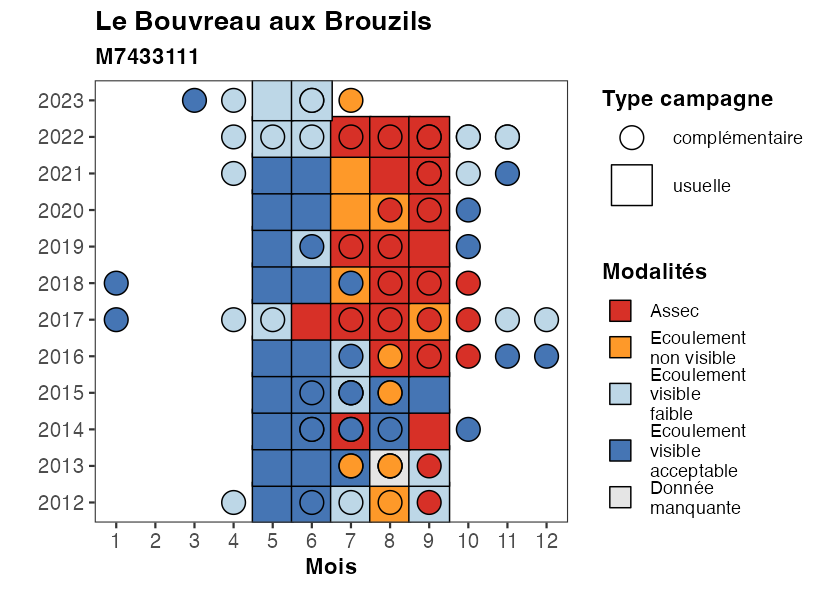 Le Bouvreau aux Brouzils
M7433111
2023
2022
2021
2020
2019
2018
2017
2016
2015
2014
2013
2012
1 2 3 4 5 6 7 8 9 10 11 12
Mois
Type campagne
complémentaire
usuelle
Modalités
Assec
Ecoulement
non visible
Ecoulement
visible
faible
Ecoulement
visible
acceptable
Donnée
manquante